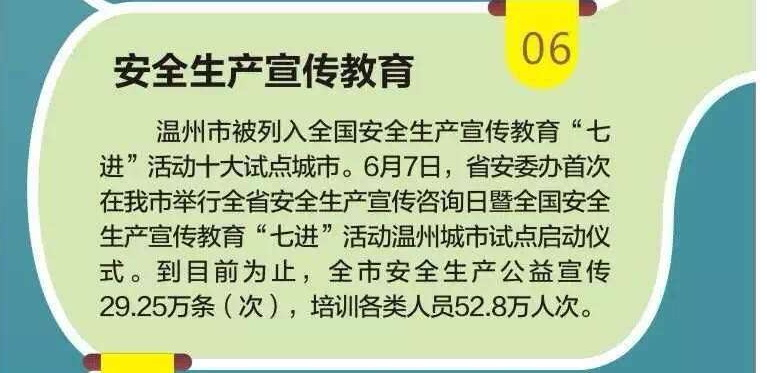 06
安全生产宣传教育
温州市被列入全国安全生产宣传教育“七
进”活动十大试点城市。6月7日，省安委办首次
在我市举行全省安全生产宣传咨询日暨全国安全
生产宣传教育“七进”活动温州城市试点启动仪
式。到目前为止，全市安全生产公益宣传
29.25万条（次），培训各类人员52.8万人次。